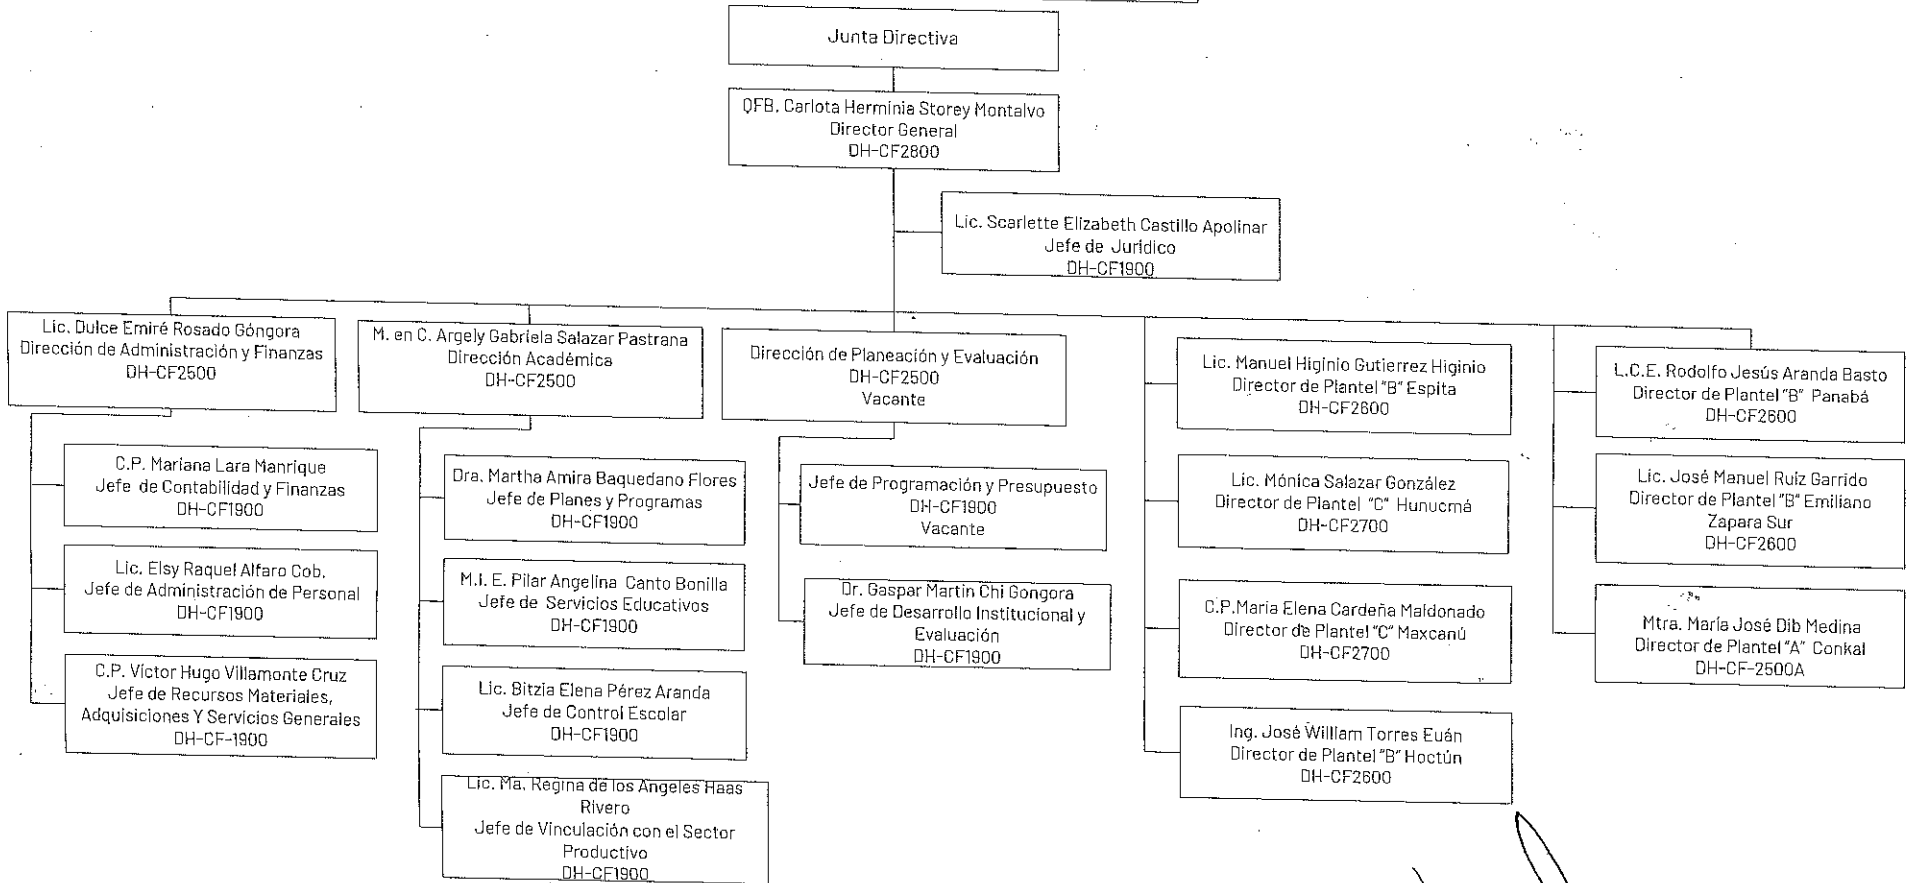 Junta Directiva
QFB. Carlota Herminia Storey Montalvo
Director General
DH-CF2800
Lic. Scarlette Elizabeth Castillo Apolinar
Jefe de Juridico
DH-CF1900
Lic. Dulce Emiré Rosado Góngora
Dirección de Administración y Finanzas
DH-CF2500
C.P. Mariana Lara Manrique
Jefe de Contabilidad y Finanzas
DH-CF1900
Lic. Elsy Raquel Alfaro Cob.
Jefe de Administración de Personal
DH-CF1900
C.P. Víctor Hugo Villamonte Cruz
Jefe de Recursos Materiales,
Adquisiciones Y Servicios Generales
DH-CF-1900
M. en C. Argely Gabriela Salazar Pastrana
Dirección Académica
DH-CF2500
Dra. Martha Amira Baquedano Flores
Jefe de Planes y Programas
DH-CF1900
M.I. E. Pilar Angelina Canto Bonilla
Jefe de Servicios Educativos
DH-CF1900
Lic. Bitzia Elena Pérez Aranda
Jefe de Control Escolar
DH-CF1900
Lic. Ma. Regina de los Angeles Haas
Rivero
Jefe de Vinculación con el Sector
Productivo
DH-CF1900
Dirección de Planeación y Evaluación
DH-CF2500
Vacante
Jefe de Programación y Presupuesto
DH-CF1900
Vacante
Dr. Gaspar Martin Chi Gongora
Jefe de Desarrollo Institucional y
Evaluación
DH-CF1900
Lic. Manuel Higinio Gutierrez Higinio
Director de Plantel "B" Espita
DH-CF2600
Lic. Mónica Salazar González
Director de Plantel "C" Hunucmá
DH-CF2700
C.P.Maria Elena Cardeña Maldonado
Director de Plantel "C" Maxcanú
DH-CF2700
Ing. José William Torres Euán
Director de Plantel "B" Hoctún
DH-CF2600
L.C.E. Rodolfo Jesús Aranda Basto
Director de Plantel "B" Panabá
DH-CF2600
Lic. José Manuel Ruiz Garrido
Director de Plantel "B" Emiliano
Zapara Sur
DH-CF2600
Mtra. María José Dib Medina
Director de Plantel "A" Conkal
DH-CF-2500A